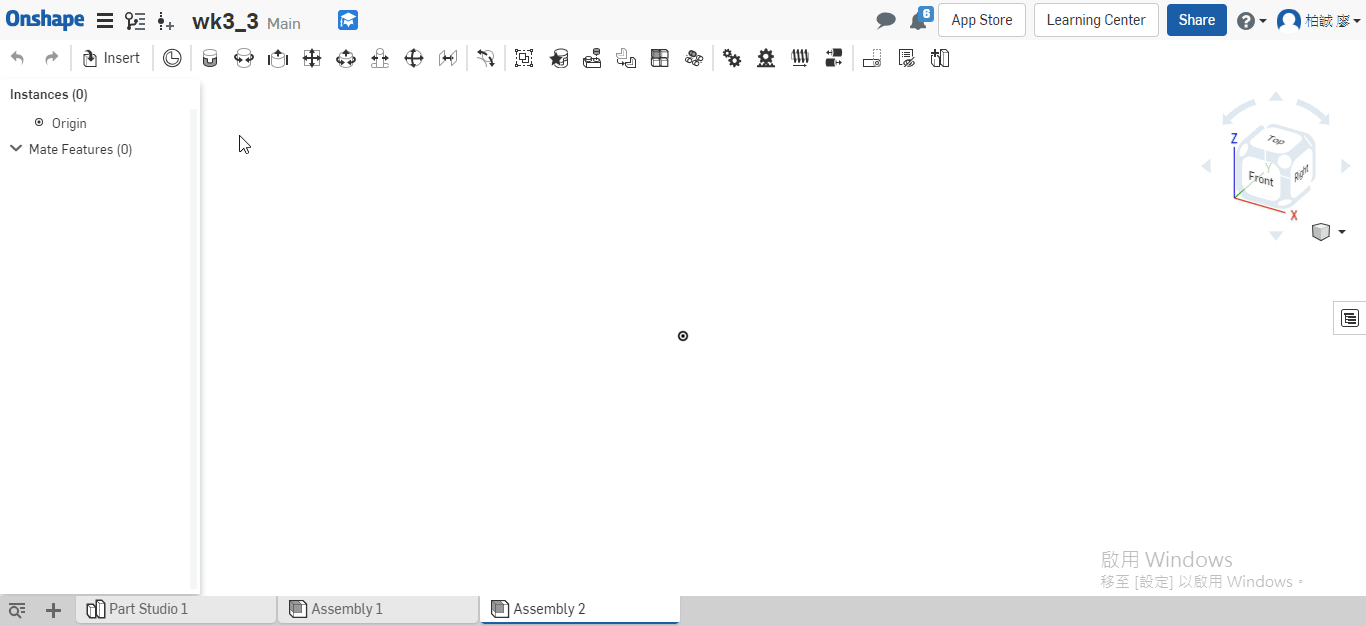 Onshape wk3_3 Main 6 App Store Learning Center Share 柏誠 廖
Insert
Instances (0)
Origin
Mate Features (0)
Z
Top
Y
Front
Right
X
啟用 Windows
移至 [設定] 以啟用 Windows。
Part Studio 1 Assembly 1 Assembly 2